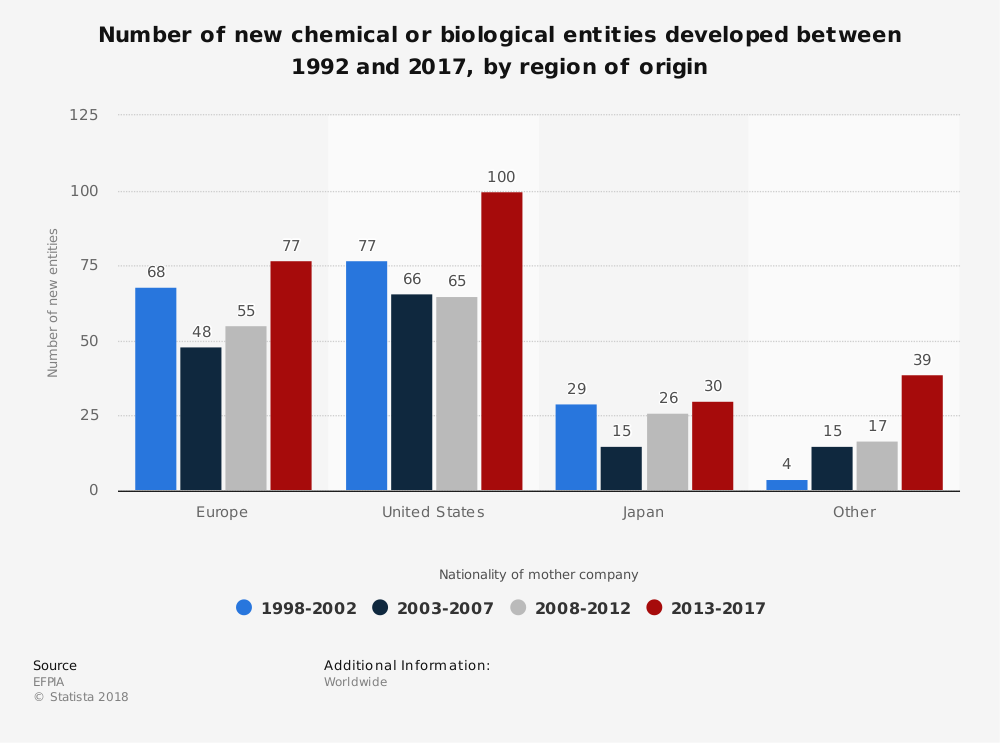 Number of new chemical or biological entities developed between
1992 and 2017, by region of origin
125
100
75
50
25
0
Number of new entities
68
48
55
77
77
66
65
100
29
15
26
30
4
15
17
39
Europe
United States
Japan
Other
Nationality of mother company
1998-2002 2003-2007 2008-2012 2013-2017
Source
EFPIA
© Statista 2018
Additional Information:
Worldwide